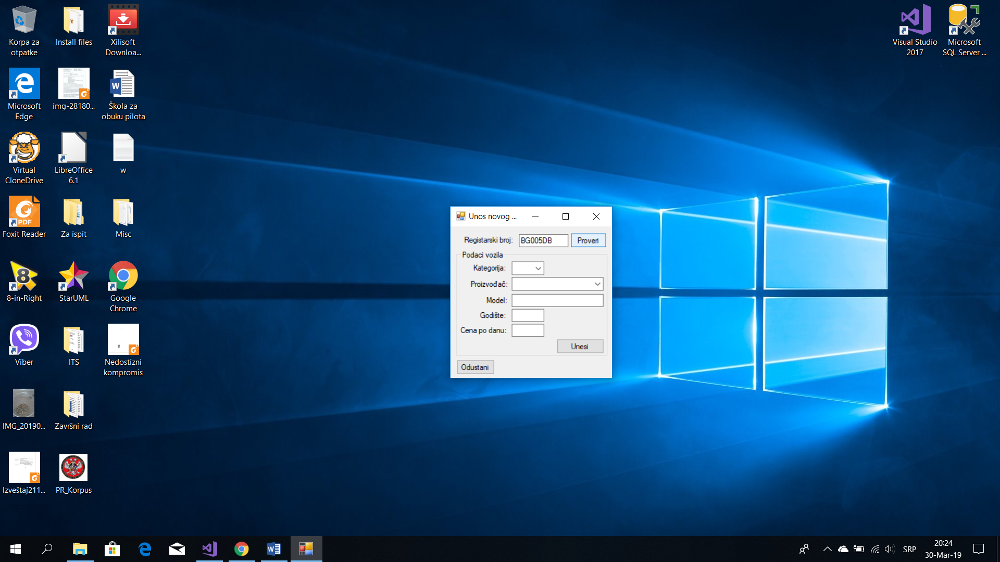 Korpa za
otpatke
Install files
Xilisoft
Downloa...
Visual Studio
2017
Microsoft
SQL Server ...
Microsoft
Edge
img-28180...
Škola za
obuku pilota
Virtual
CloneDrive
LibreOffice
6.1
w
PDF
Foxit Reader
Za ispit
Misc
8-in-Right
StarUML
Google
Chrome
Viber
ITS
Nedostizni
kompromis
IMG_20190...
Završni rad
Izveštaj211...
PR_Korpus
Unos novog ...
Registarski broj:
BG005DB
Proveri
Podaci vozila
Kategorija:
Proizvođač:
Model:
Godište:
Cena po danu:
Unesi
Odustani
SRP
20:24
30-Mar-19